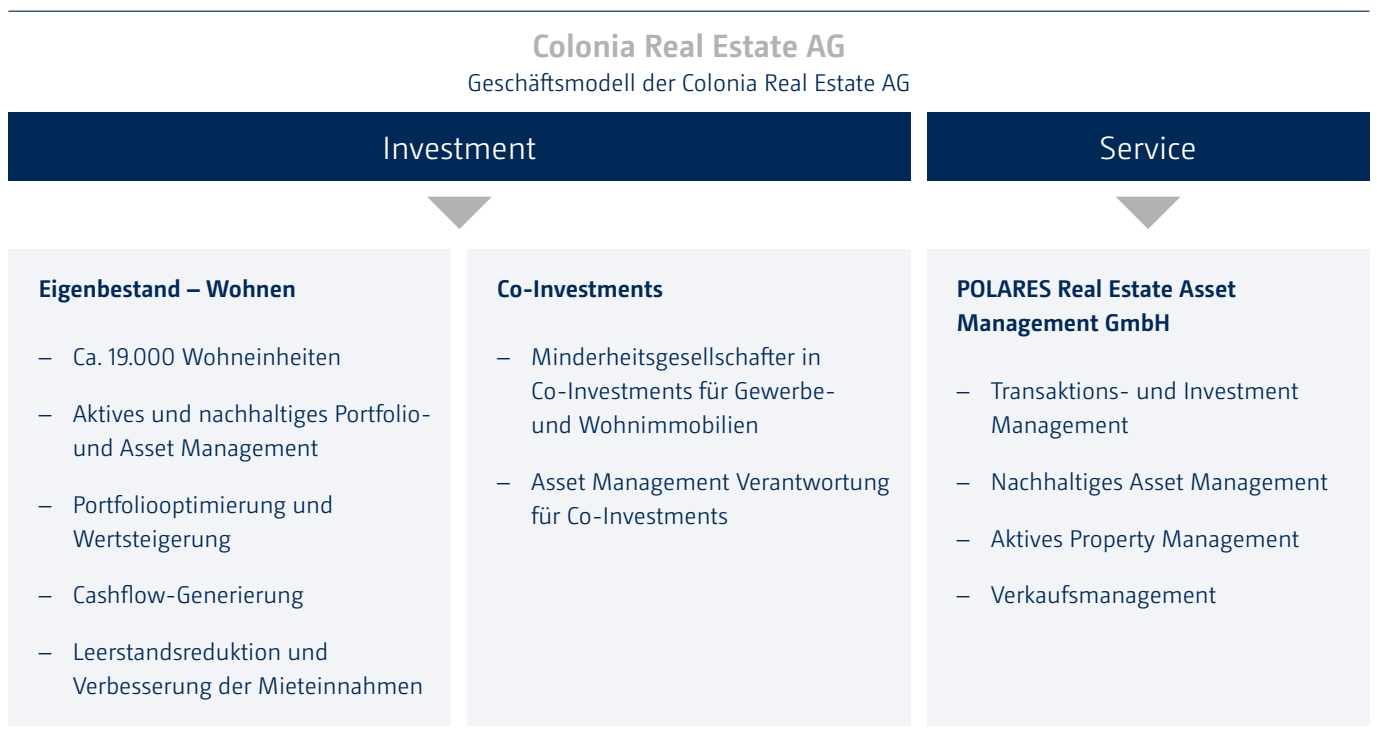 Colonia Real Estate AG
Geschäftsmodell der Colonia Real Estate AG
Investment
Service
Eigenbestand – Wohnen
– Ca. 19.000 Wohneinheiten
– Aktives und nachhaltiges Portfolio-
und Asset Management
– Portfoliooptimierung und
Wertsteigerung
– Cashflow-Generierung
– Leerstandsreduktion und
Verbesserung der Mieteinnahmen
Co-Investments
– Minderheitsgesellschafter in
Co-Investments für Gewerbe-
und Wohnimmobilien
– Asset Management Verantwortung
für Co-Investments
POLARES Real Estate Asset
Management GmbH
– Transaktions- und Investment
Management
– Nachhaltiges Asset Management
– Aktives Property Management
– Verkaufsmanagement